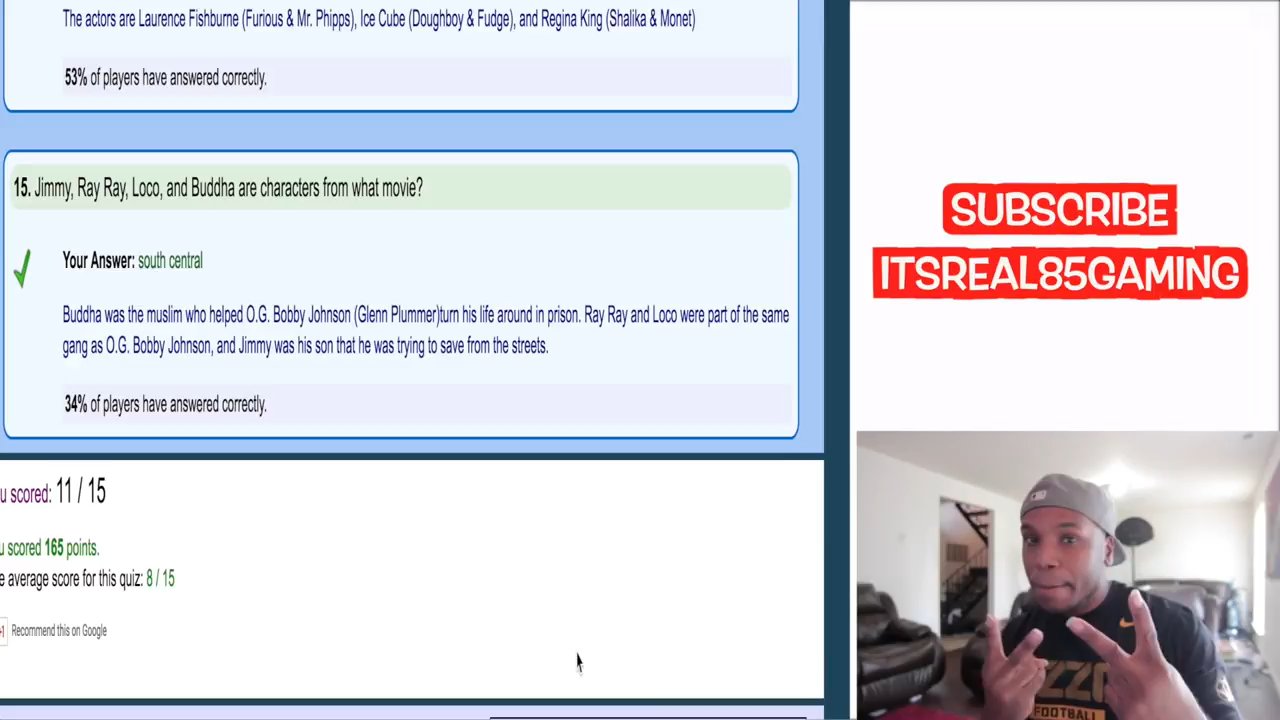 The actors are Laurence Fishburne (Furious & Mr. Phipps), Ice Cube (Doughboy & Fudge), and Regina King (Shalika & Monet)
53% of players have answered correctly.
15. Jimmy, Ray Ray, Loco, and Buddha are characters from what movie?
Your Answer: south central
Buddha was the muslim who helped O.G. Bobby Johnson (Glenn Plummer)turn his life around in prison. Ray Ray and Loco were part of the same
gang as O.G. Bobby Johnson, and Jimmy was his son that he was trying to save from the streets.
34% of players have answered correctly.
u scored: 11 / 15
u scored 165 points.
e average score for this quiz: 8 / 15
+1 Recommend this on Google
SUBSCRIBE
ITSREAL85GAMING
FOOTBALL